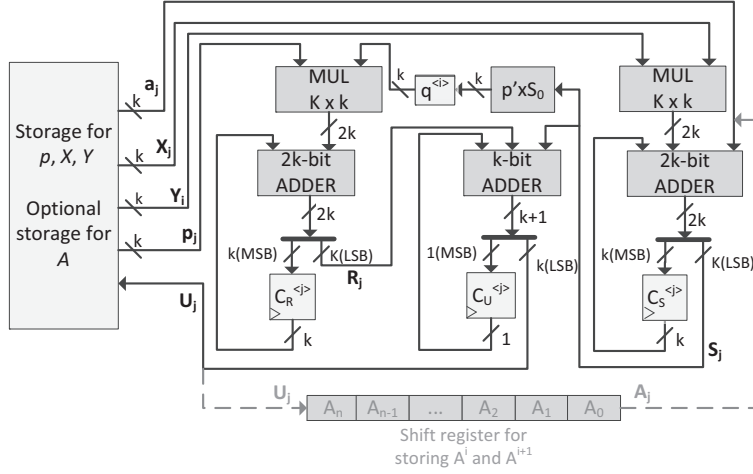 Storage for
p, X, Y
Optional
storage for
A
a_j
k
X_j
k
Y_i
k
p_j
k
U_j
MUL
K x k
2k
2k-bit
ADDER
2k
k(MSB)
K(LSB)
R_j
C_R^<j>
k
k
q^<i>
k
p'xS_0
k-bit
ADDER
k+1
1(MSB)
k(LSB)
C_U^<j>
1
MUL
K x k
2k
2k-bit
ADDER
2k
k(MSB)
K(LSB)
C_S^<j>
k
S_j
U_j
A_n
A_n-1
...
A_2
A_1
A_0
A_j
Shift register for
storing A^i and A^i+1